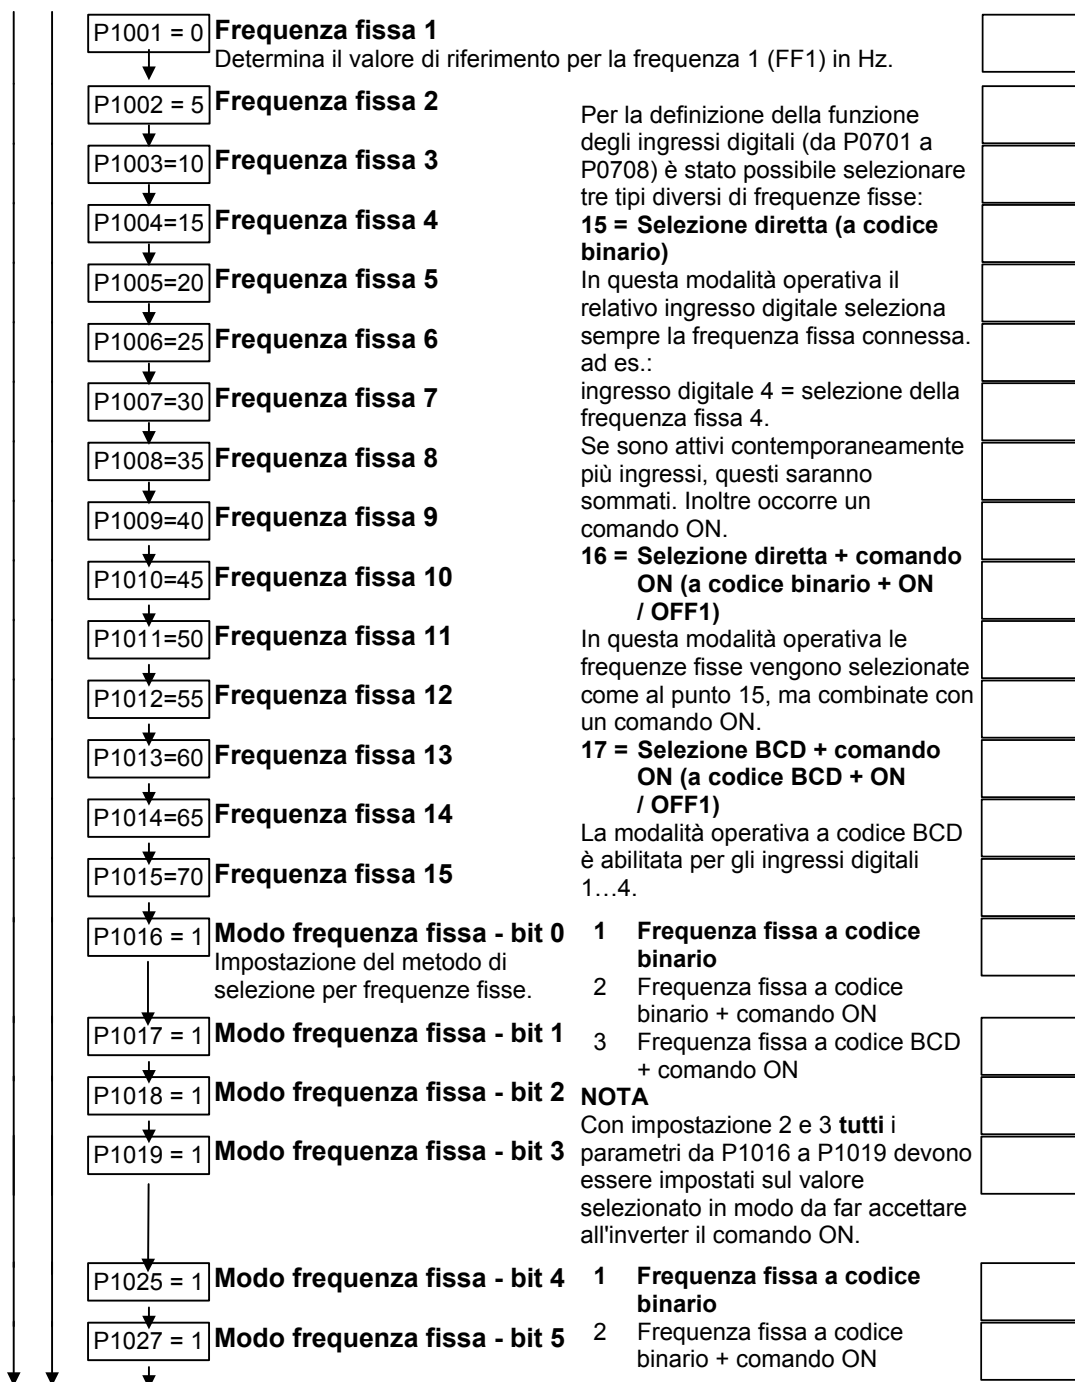 P1001 = 0 Frequenza fissa 1
Determina il valore di riferimento per la frequenza 1 (FF1) in Hz.
P1002 = 5 Frequenza fissa 2
P1003=10 Frequenza fissa 3
P1004=15 Frequenza fissa 4
P1005=20 Frequenza fissa 5
P1006=25 Frequenza fissa 6
P1007=30 Frequenza fissa 7
P1008=35 Frequenza fissa 8
P1009=40 Frequenza fissa 9
P1010=45 Frequenza fissa 10
P1011=50 Frequenza fissa 11
P1012=55 Frequenza fissa 12
P1013=60 Frequenza fissa 13
P1014=65 Frequenza fissa 14
P1015=70 Frequenza fissa 15
Per la definizione della funzione
degli ingressi digitali (da P0701 a
P0708) è stato possibile selezionare
tre tipi diversi di frequenze fisse:
15 = Selezione diretta (a codice
binario)
In questa modalità operativa il
relativo ingresso digitale seleziona
sempre la frequenza fissa connessa.
ad es.:
ingresso digitale 4 = selezione della
frequenza fissa 4.
Se sono attivi contemporaneamente
più ingressi, questi saranno
sommati. Inoltre occorre un
comando ON.
16 = Selezione diretta + comando
ON (a codice binario + ON
/ OFF1)
In questa modalità operativa le
frequenze fisse vengono selezionate
come al punto 15, ma combinate con
un comando ON.
17 = Selezione BCD + comando
ON (a codice BCD + ON
/ OFF1)
La modalità operativa a codice BCD
è abilitata per gli ingressi digitali
1…4.
P1016 = 1 Modo frequenza fissa - bit 0
Impostazione del metodo di
selezione per frequenze fisse.
P1017 = 1 Modo frequenza fissa - bit 1
P1018 = 1 Modo frequenza fissa - bit 2
P1019 = 1 Modo frequenza fissa - bit 3
1 Frequenza fissa a codice
binario
2 Frequenza fissa a codice
binario + comando ON
3 Frequenza fissa a codice BCD
+ comando ON
NOTA
Con impostazione 2 e 3 tutti i
parametri da P1016 a P1019 devono
essere impostati sul valore
selezionato in modo da far accettare
all'inverter il comando ON.
P1025 = 1 Modo frequenza fissa - bit 4
P1027 = 1 Modo frequenza fissa - bit 5
1 Frequenza fissa a codice
binario
2 Frequenza fissa a codice
binario + comando ON